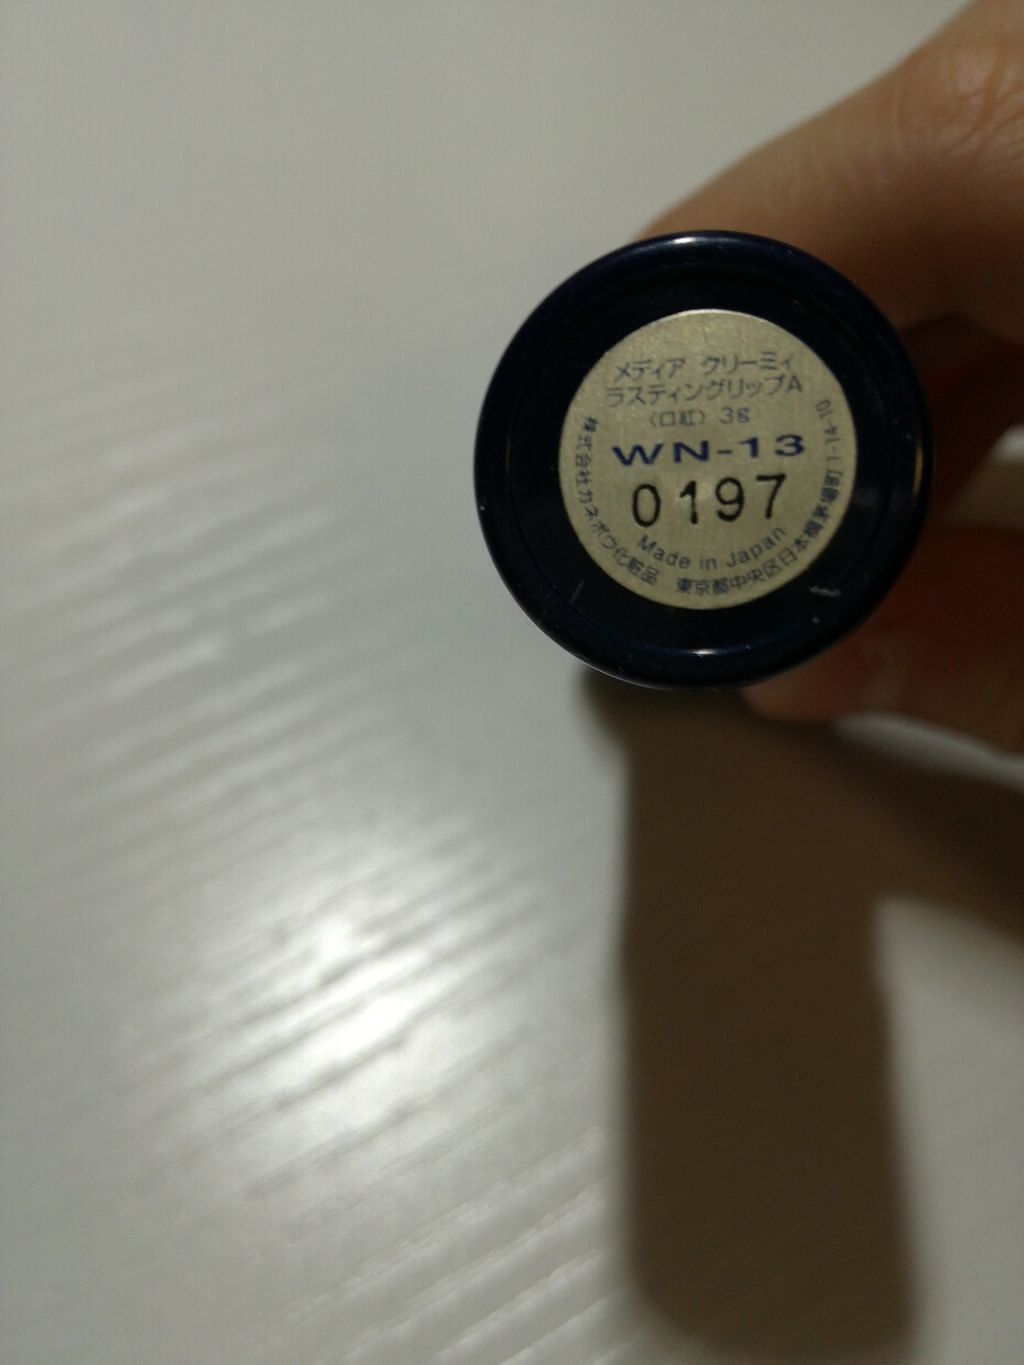 メディア クリーミィ
ラスティングリップA
〈口紅〉 3g
WN-13
0197
Made in Japan
株式会社カネボウ化粧品 東京都中央区日本橋茅場町1-14-10